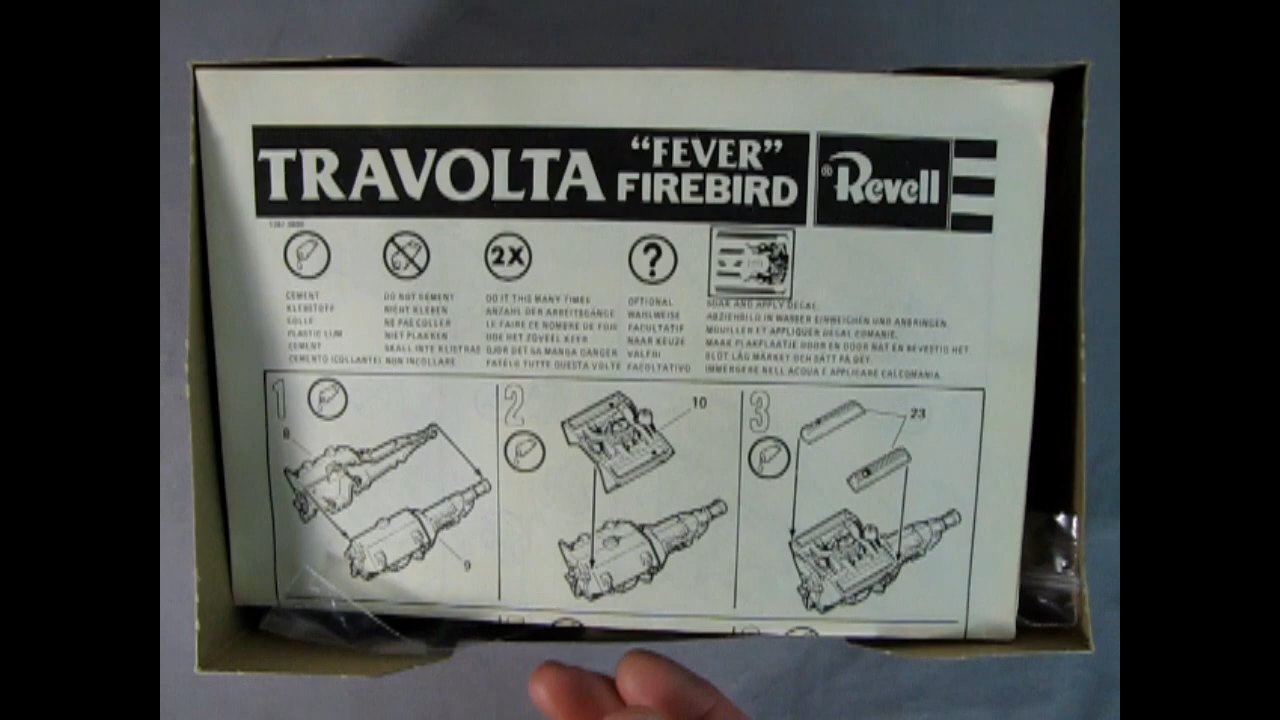 TRAVOLTA "FEVER" FIREBIRD
® Revell
2X
?
CEMENT
KLEBSTOFF
COLLE
PLASTIC LIJM
CEMENT
CEMENTO (COLLANTE)
DO NOT CEMENT
NICHT KLEBEN
NE PAS COLLER
NIET PLAKKEN
SKALL INTE KLISTRAS
NON INCOLLARE
DO IT THIS MANY TIMES
ANZAHL DER ARBEITSGÄNGE
LE FAIRE CE NOMBRE DE FOIS
DOE HET ZOVEEL KEER
GJÖR DET SÅ MÅNGA GÅNGER
FATELO TUTTE QUESTA VOLTE
OPTIONAL
WAHLWEISE
FACULTATIF
NAAR KEUZE
VALFRI
FACOLTATIVO
SOAK AND APPLY DECAL
ABZIEHBILD IN WASSER EINWEICHEN UND ANBRINGEN.
MOUILLER ET APPLIQUER DECALCOMANIE.
MAAK PLAKPLAATJE DOOR EN DOOR NAT EN BEVESTIG HET
BLÖT LÄG MÄRKET OCH SÄTT PÅ DET.
IMMERGERE NELL ACQUA E APPLICARE CALCOMANIA.
1
8
9
2
10
3
23